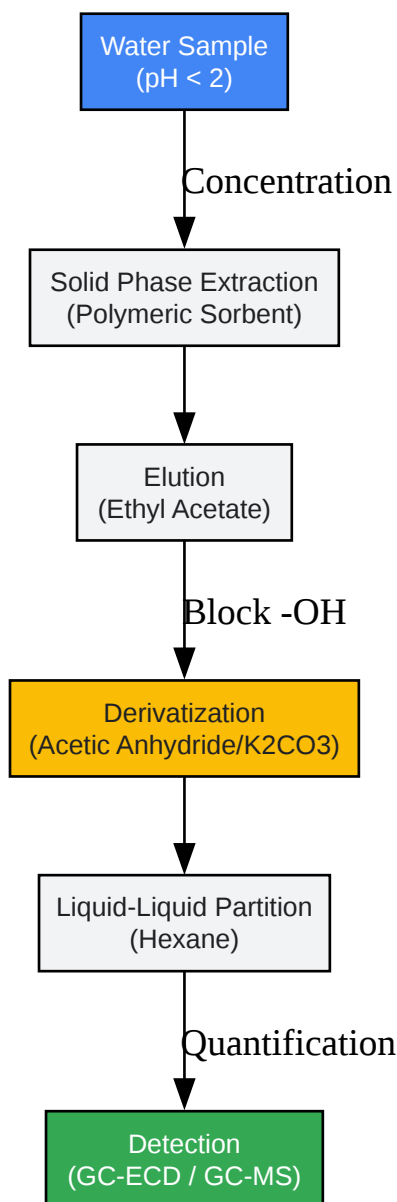 Water Sample
(pH < 2)
Concentration
Solid Phase Extraction
(Polymeric Sorbent)
Elution
(Ethyl Acetate)
Block -OH
Derivatization
(Acetic Anhydride/K2CO3)
Liquid-Liquid Partition
(Hexane)
Quantification
Detection
(GC-ECD / GC-MS)